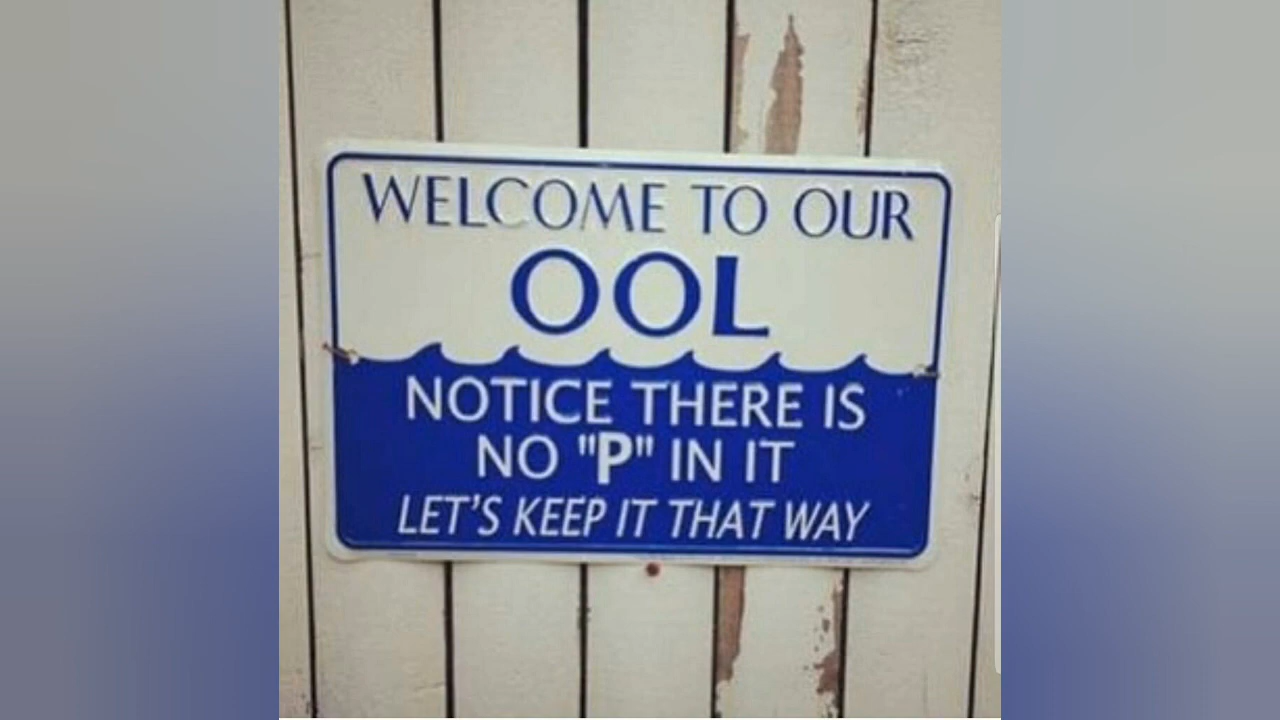 WELCOME TO OUR
OOL
NOTICE THERE IS
NO "P" IN IT
LET'S KEEP IT THAT WAY